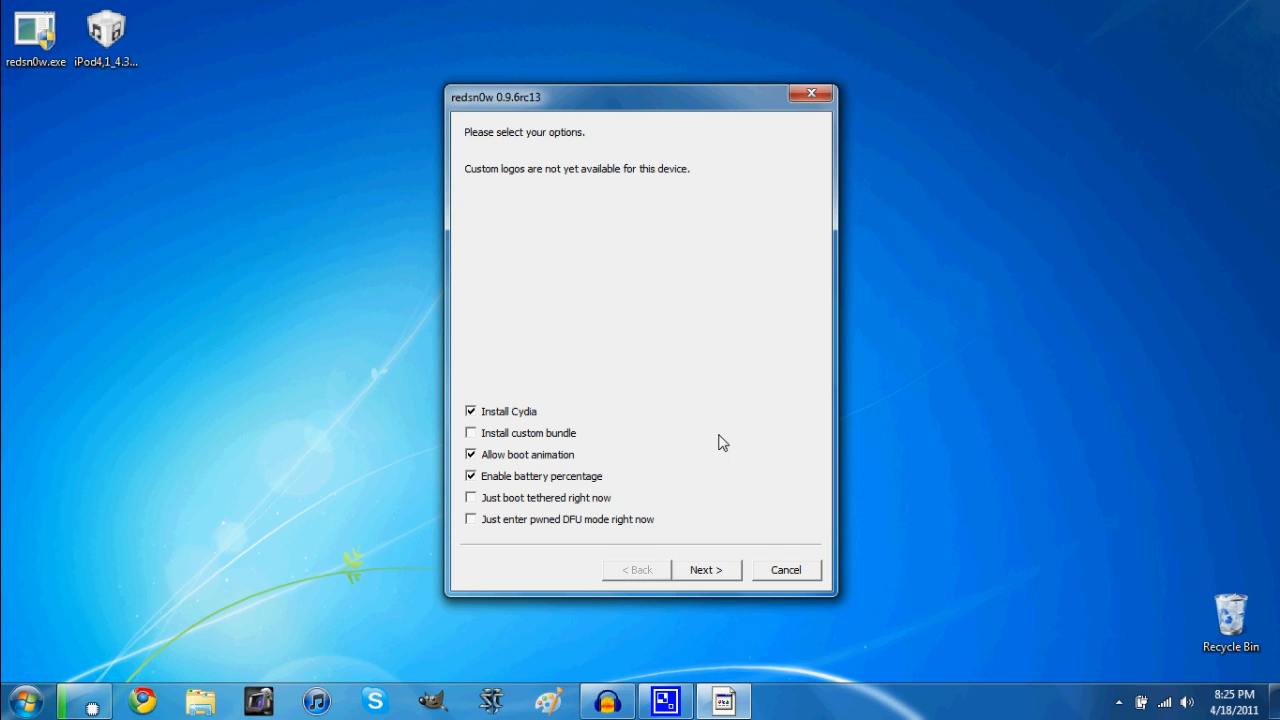 redsn0w.exe
iPod4,1_4.3...
redsn0w 0.9.6rc13
Please select your options.
Custom logos are not yet available for this device.
Install Cydia
Install custom bundle
Allow boot animation
Enable battery percentage
Just boot tethered right now
Just enter pwned DFU mode right now
< Back
Next >
Cancel
Recycle Bin
8:25 PM
4/18/2011